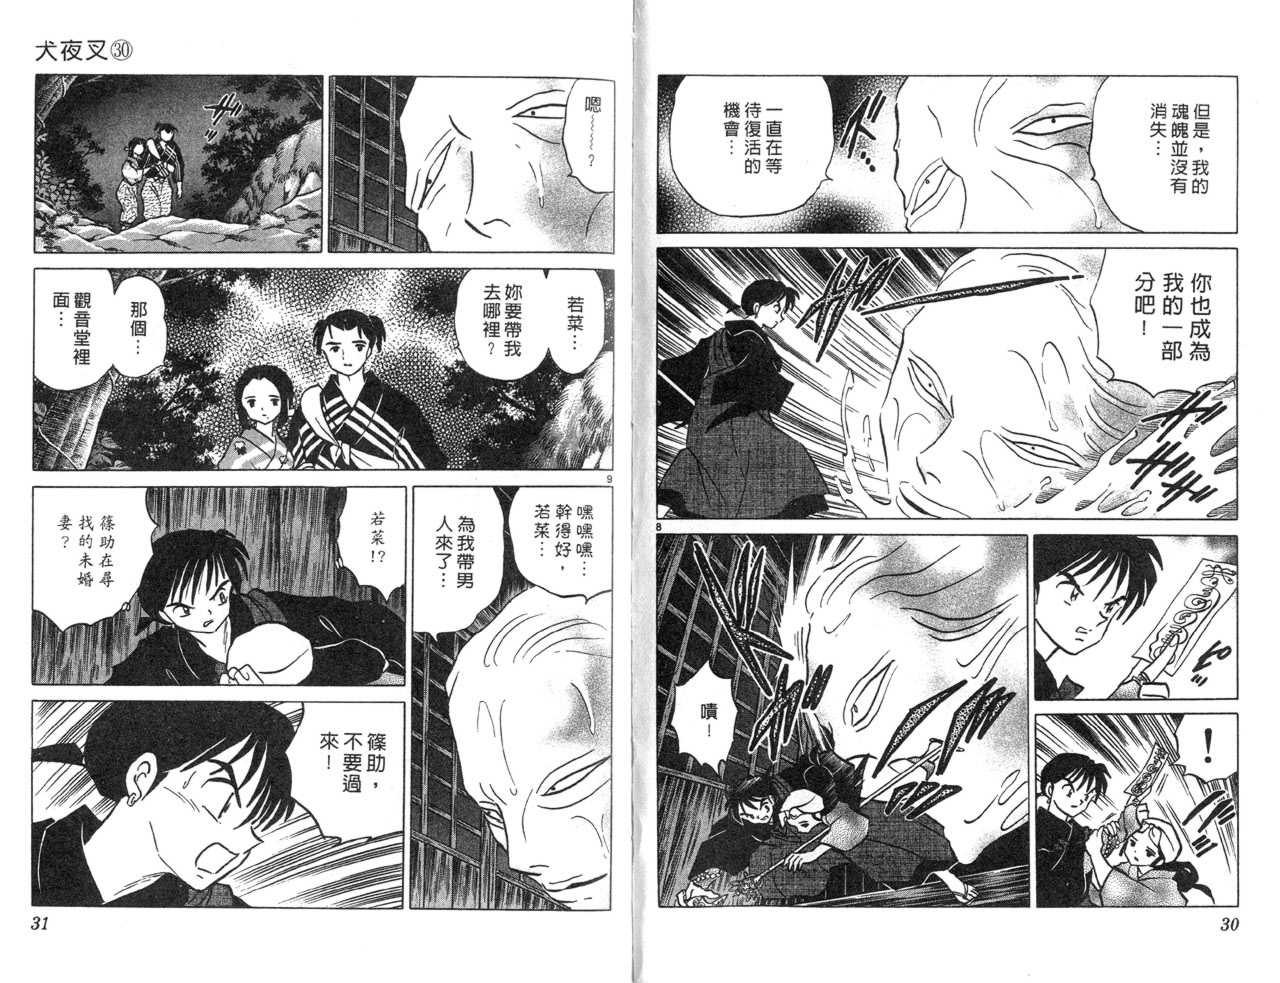 但是，我的
魂魄並沒有
消失…
一直在等
待復活的
機會…
你也成為
我的一部
分吧！
！
嘖！
8
30
犬夜叉㉚
嗯～～～？
若菜…
妳要帶我
去哪裡？
那個…
觀音堂裡
面…
9
嘿嘿嘿…
幹得好，
若菜…
為我帶男
人來了…
若菜!?
篠助在尋
找的未婚
妻？
篠助，
不要過
來！
31